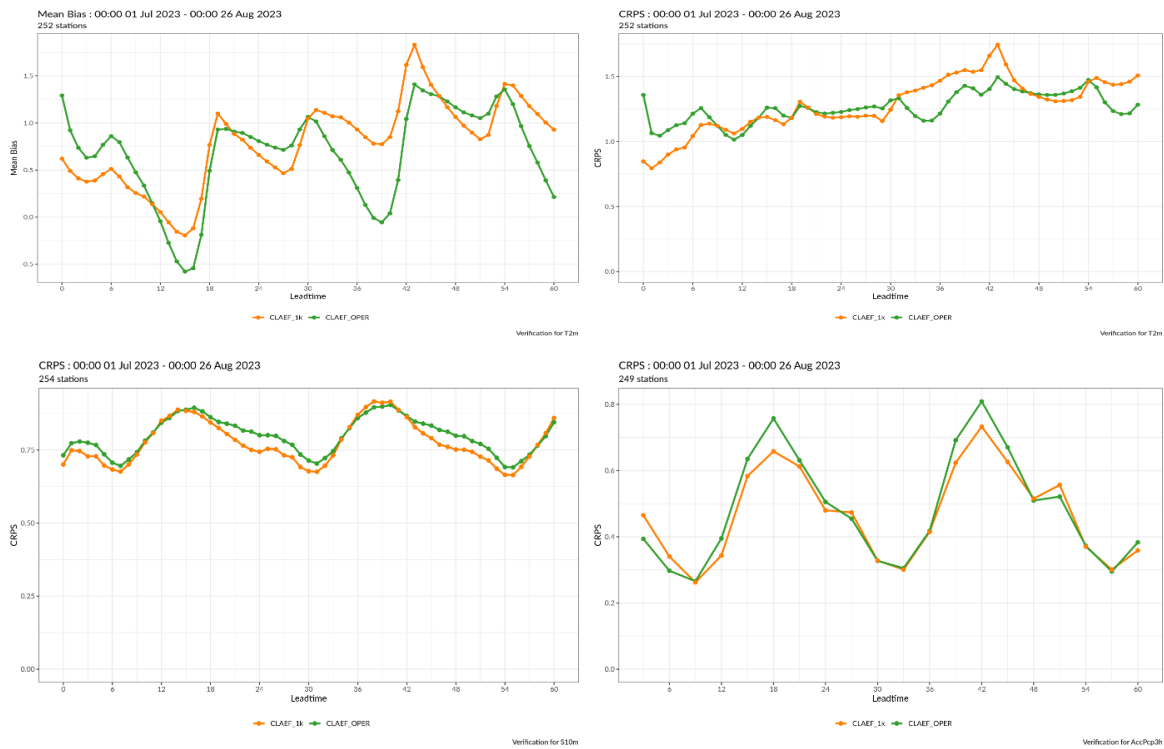 Mean Bias : 00:00 01 Jul 2023 - 00:00 26 Aug 2023
252 stations
Mean Bias
1.5
1.0
0.5
0.0
0.5
0 6 12 18 24 30 36 42 48 54 60
Leadtime
CLAEF_1k CLAEF_OPER
Verification for T2m
CRPS : 00:00 01 Jul 2023 - 00:00 26 Aug 2023
252 stations
CRPS
1.5
1.0
0.5
0.0
0 6 12 18 24 30 36 42 48 54 60
Leadtime
CLAEF_1k CLAEF_OPER
Verification for T2m
CRPS : 00:00 01 Jul 2023 - 00:00 26 Aug 2023
254 stations
CRPS
0.75
0.50
0.25
0.00
0 6 12 18 24 30 36 42 48 54 60
Leadtime
CLAEF_1k CLAEF_OPER
Verification for S10m
CRPS : 00:00 01 Jul 2023 - 00:00 26 Aug 2023
249 stations
CRPS
0.8
0.6
0.4
0.2
0.0
6 12 18 24 30 36 42 48 54 60
Leadtime
CLAEF_1k CLAEF_OPER
Verification for AccPcp3h